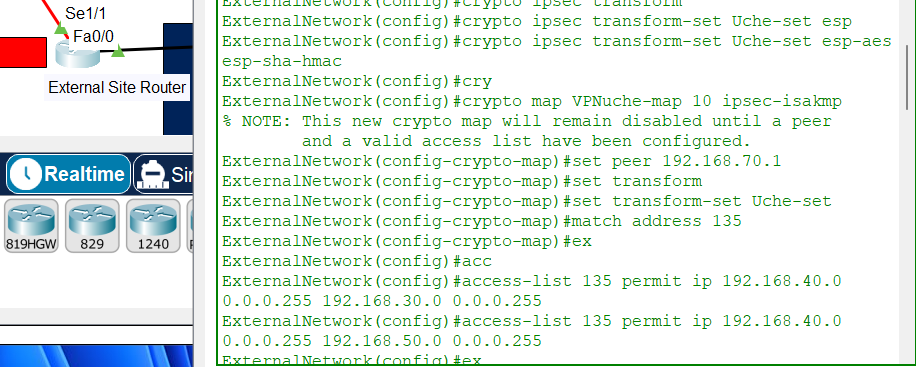 Se1/1
Fa0/0
External Site Router
Realtime
Sin
819HGW
829
1240
ExternalNetwork(config)#crypto ipsec transform
ExternalNetwork(config)#crypto ipsec transform-set Uche-set esp
ExternalNetwork(config)#crypto ipsec transform-set Uche-set esp-aes
esp-sha-hmac
ExternalNetwork(config)#cry
ExternalNetwork(config)#crypto map VPNuche-map 10 ipsec-isakmp
% NOTE: This new crypto map will remain disabled until a peer
and a valid access list have been configured.
ExternalNetwork(config-crypto-map)#set peer 192.168.70.1
ExternalNetwork(config-crypto-map)#set transform
ExternalNetwork(config-crypto-map)#set transform-set Uche-set
ExternalNetwork(config-crypto-map)#match address 135
ExternalNetwork(config-crypto-map)#ex
ExternalNetwork(config)#acc
ExternalNetwork(config)#access-list 135 permit ip 192.168.40.0
0.0.0.255 192.168.30.0 0.0.0.255
ExternalNetwork(config)#access-list 135 permit ip 192.168.40.0
0.0.0.255 192.168.50.0 0.0.0.255
ExternalNetwork(config)#ex